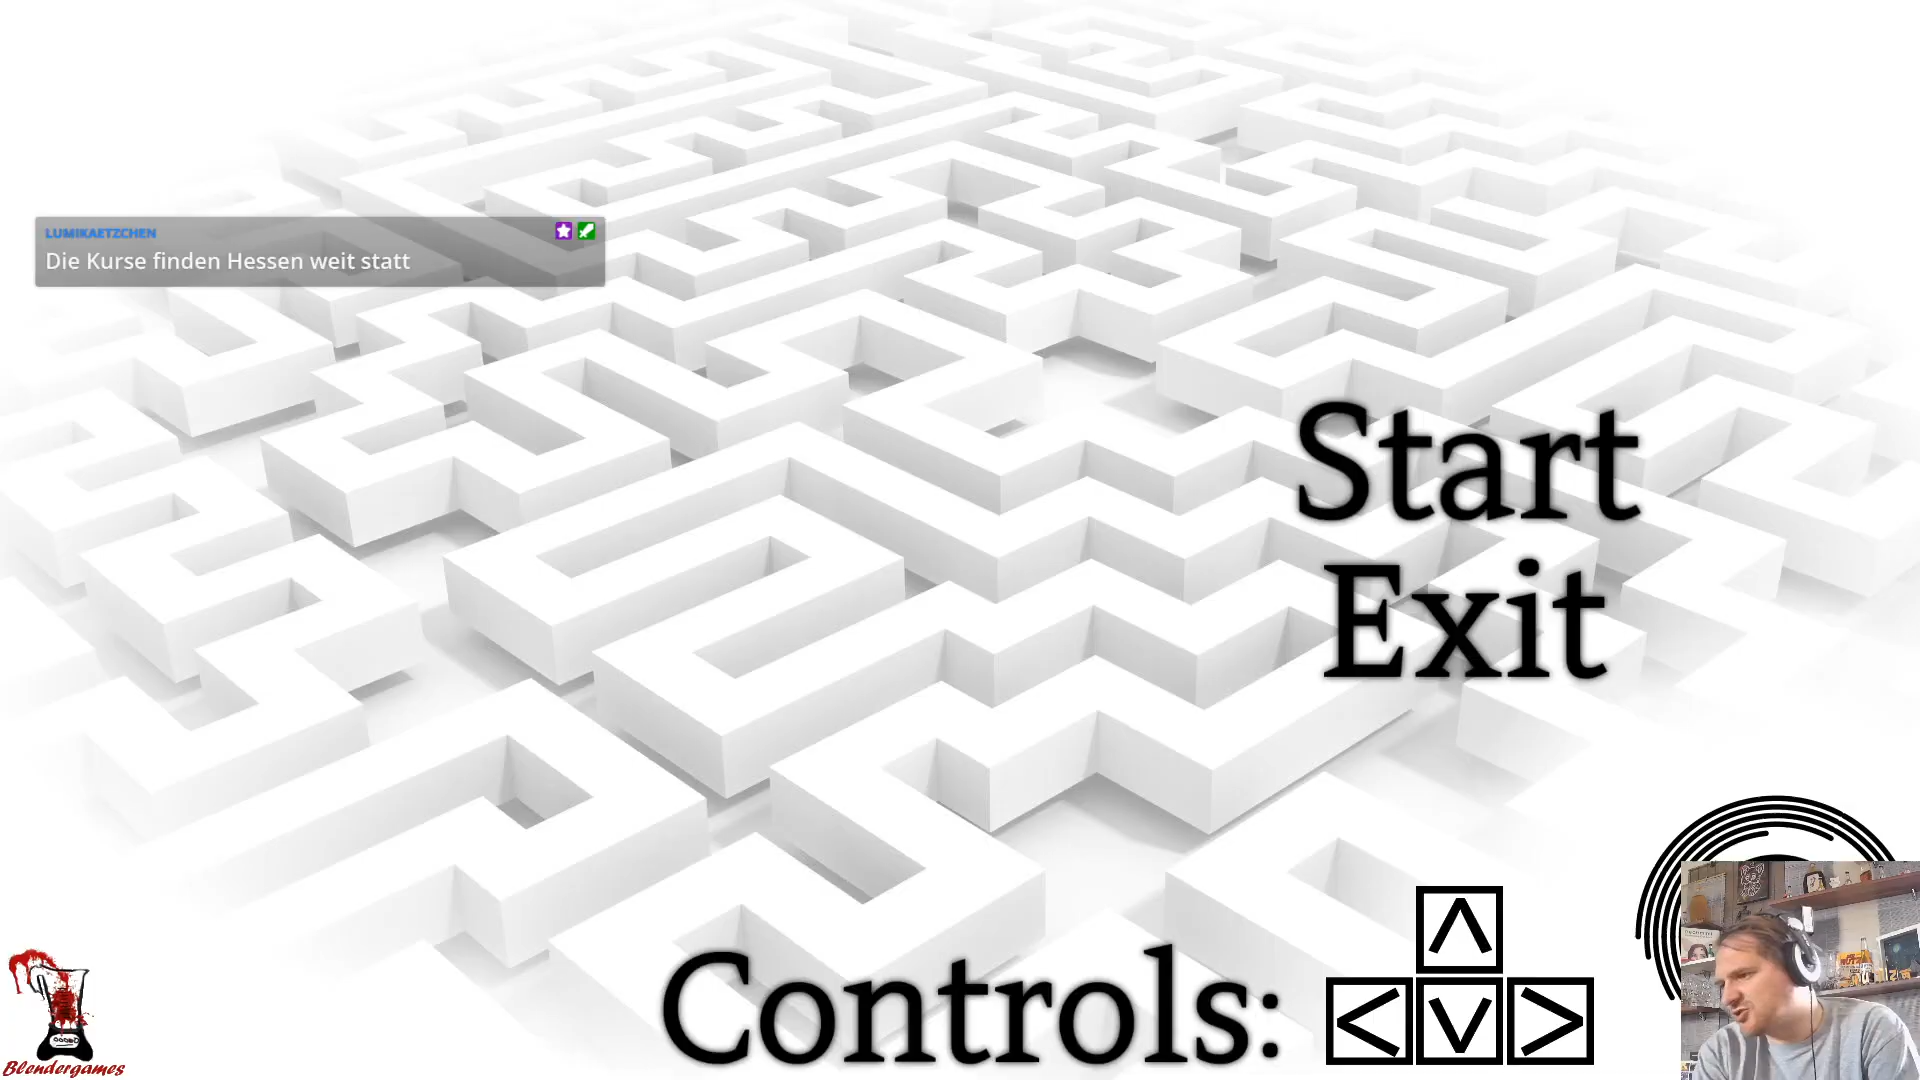 LUMIKAETZCHEN
Die Kurse finden Hessen weit statt
Start
Exit
Controls:
Blendergames